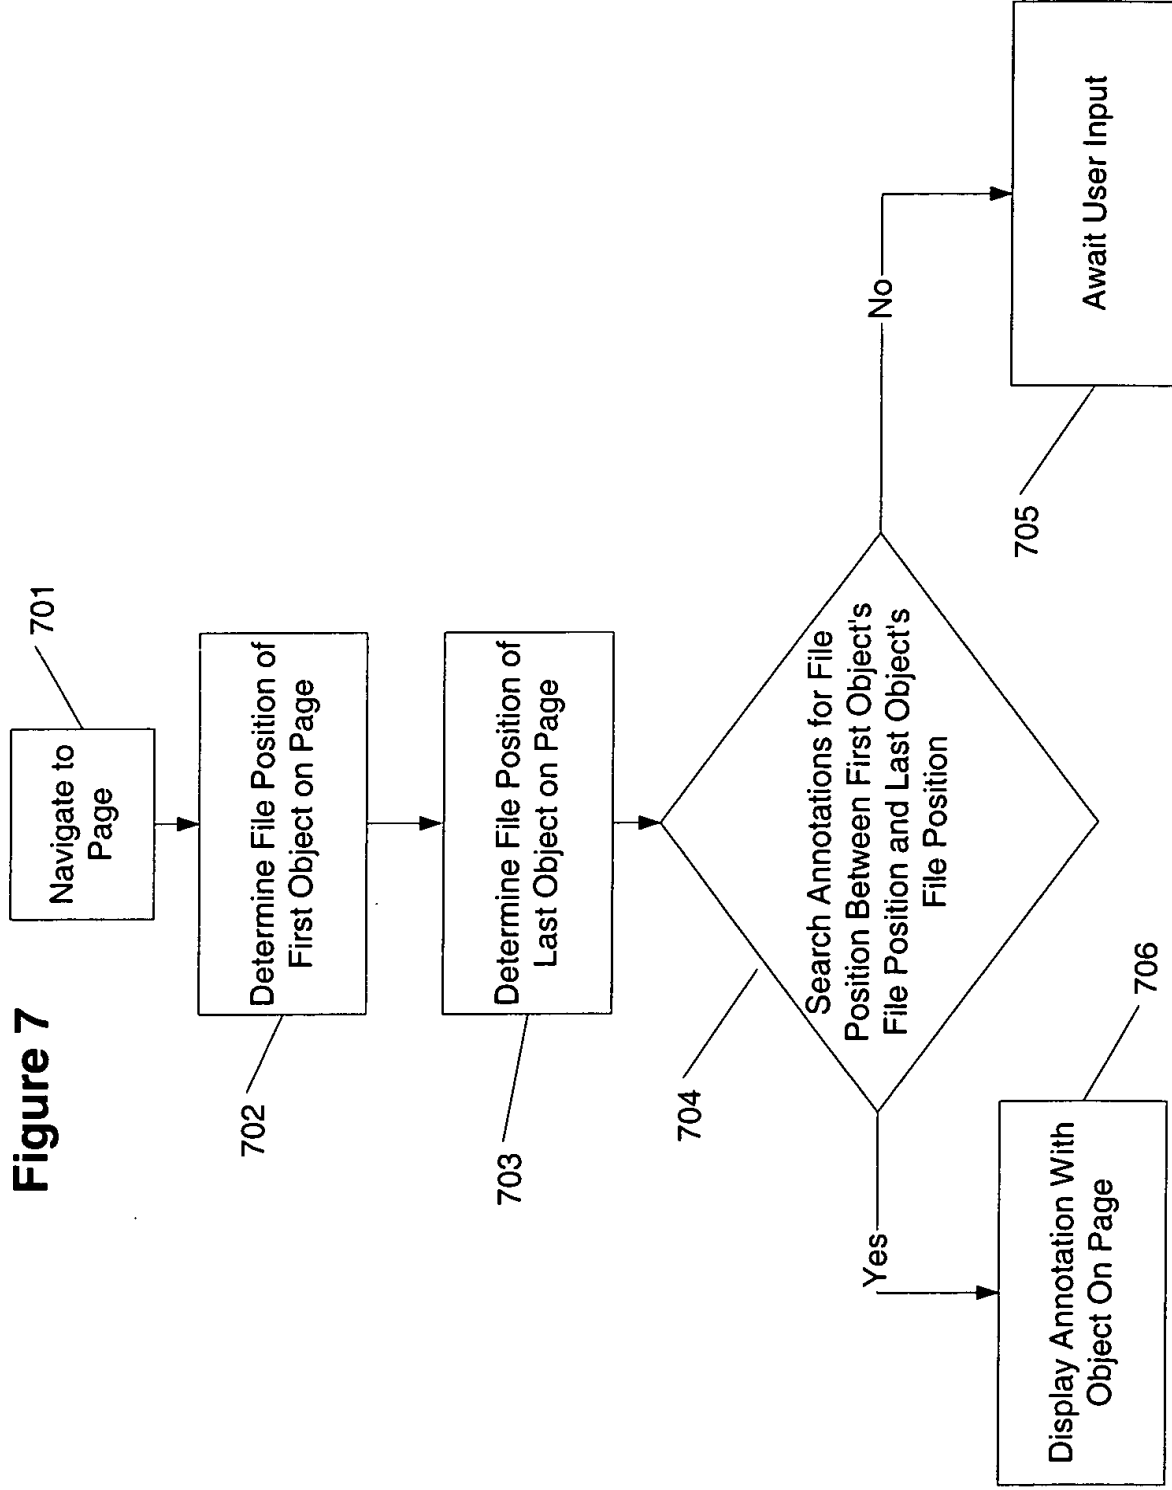 Figure 7
701
Navigate to
Page
702
Determine File Position of
First Object on Page
703
Determine File Position of
Last Object on Page
704
Search Annotations for File
Position Between First Object's
File Position and Last Object's
File Position
Yes
No
706
Display Annotation With
Object On Page
705
Await User Input